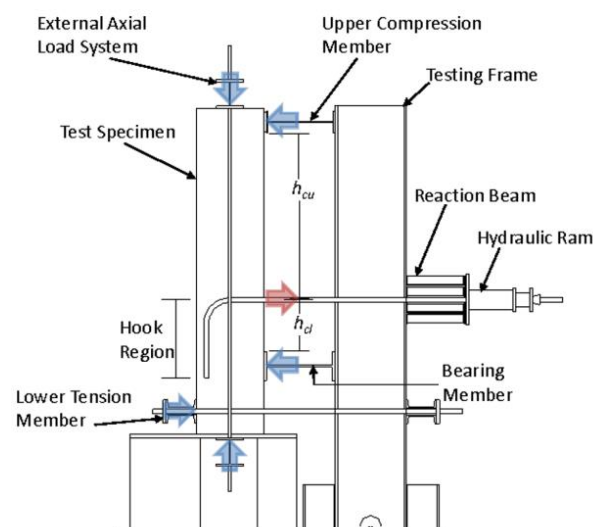 External Axial
Load System
Upper Compression
Member
Testing Frame
Test Specimen
hcu
Reaction Beam
Hydraulic Ram
Hook
Region
hcl
Bearing
Member
Lower Tension
Member